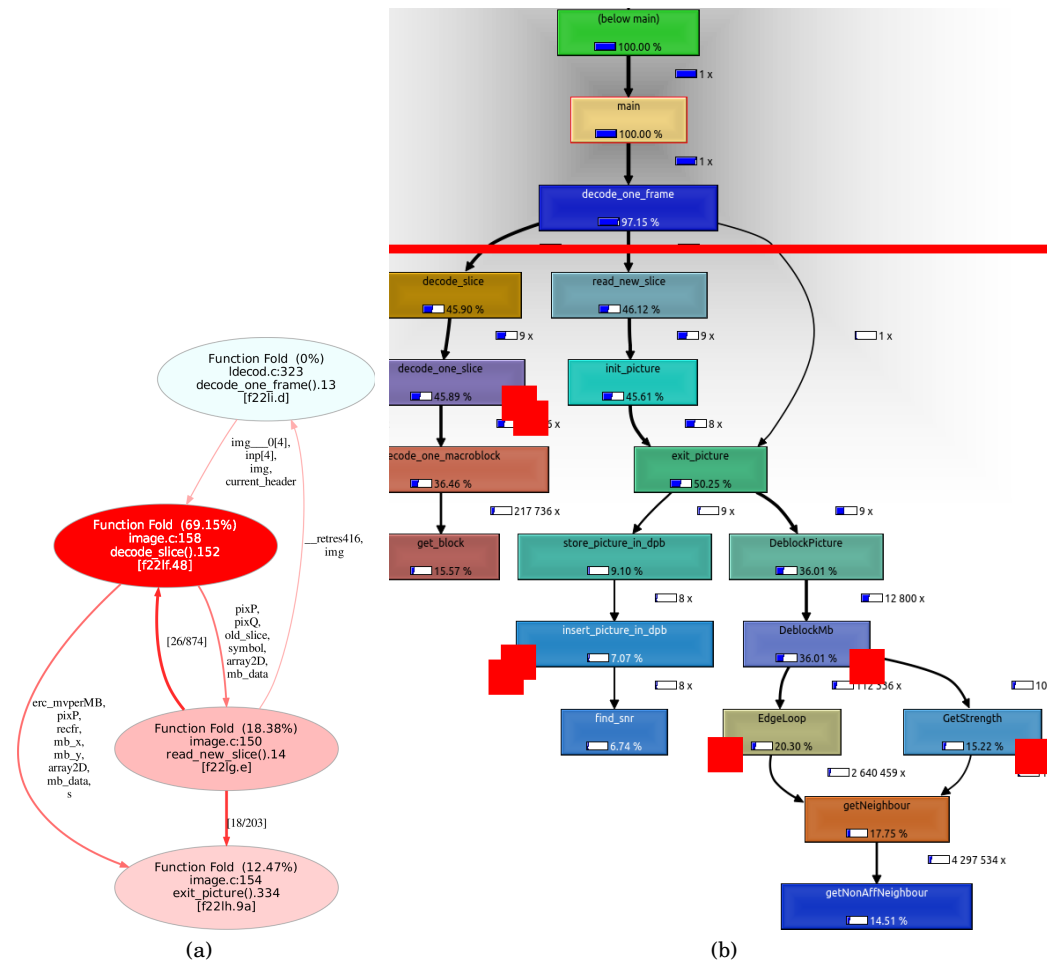 Function Fold (0%)
ldecod.c:323
decode_one_frame().13
[f22li.d]
img___0[4],
inp[4],
img,
current_header
__retres416,
img
Function Fold (69.15%)
image.c:158
decode_slice().152
[f22lf.48]
[26/874]
pixP,
pixQ,
old_slice,
symbol,
array2D,
mb_data
erc_mvperMB,
pixP,
recfr,
mb_x,
mb_y,
array2D,
mb_data,
s
Function Fold (18.38%)
image.c:150
read_new_slice().14
[f22lg.e]
[18/203]
Function Fold (12.47%)
image.c:154
exit_picture().334
[f22lh.9a]
(a)
(below main)
100.00 %
1 x
main
100.00 %
1 x
decode_one_frame
97.15 %
decode_slice
45.90 %
read_new_slice
46.12 %
9 x
9 x
1 x
decode_one_slice
45.89 %
init_picture
45.61 %
6 x
8 x
ecode_one_macroblock
36.46 %
exit_picture
50.25 %
217 736 x
9 x
9 x
get_block
15.57 %
store_picture_in_dpb
9.10 %
DeblockPicture
36.01 %
8 x
12 800 x
insert_picture_in_dpb
7.07 %
DeblockMb
36.01 %
8 x
10
find_snr
6.74 %
EdgeLoop
20.30 %
GetStrength
15.22 %
2 640 459 x
getNeighbour
17.75 %
4 297 534 x
getNonAffNeighbour
14.51 %
(b)